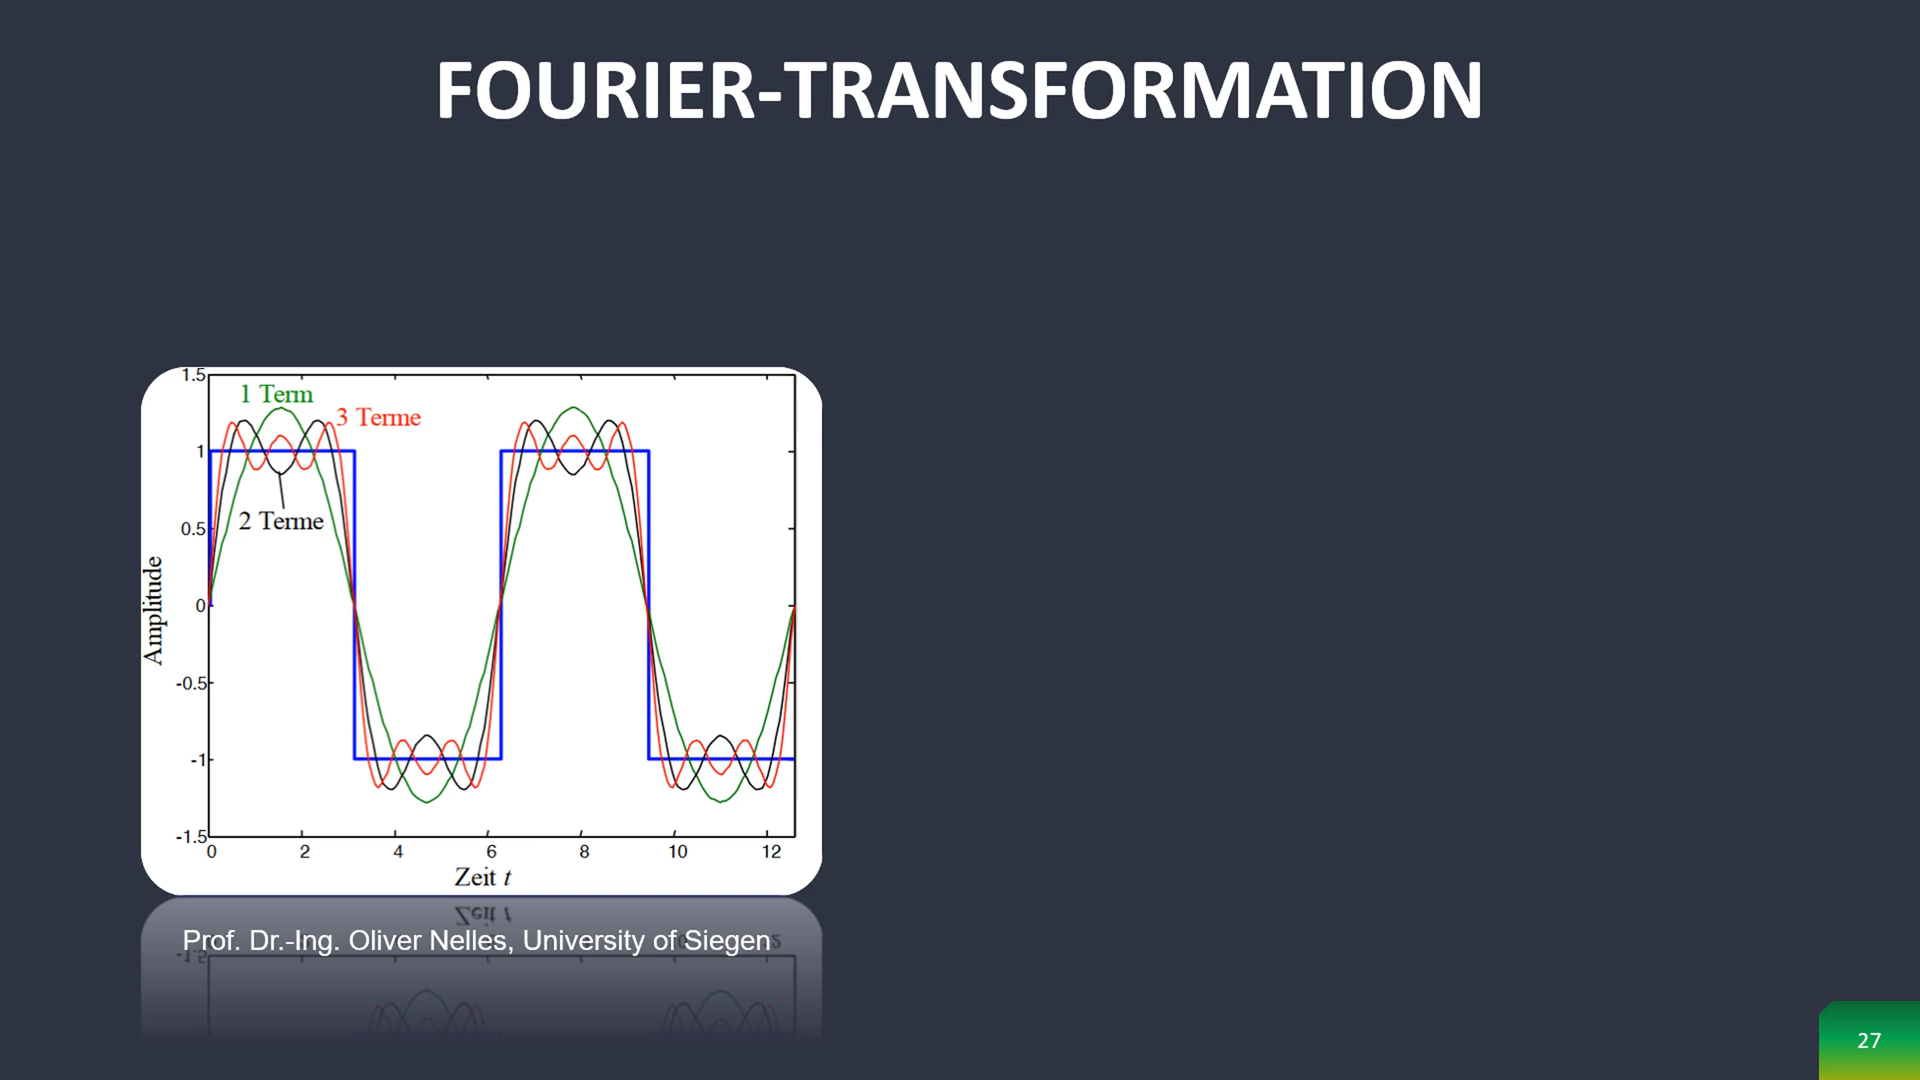 FOURIER-TRANSFORMATION
1.5
1 Term
3 Terme
1
2 Terme
0.5
Amplitude
0
-0.5
-1
-1.5
0 2 4 6 8 10 12
Zeit t
Prof. Dr.-Ing. Oliver Nelles, University of Siegen
27